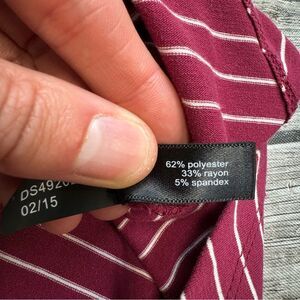 62% polyester
33% rayon
5% spandex
02/15